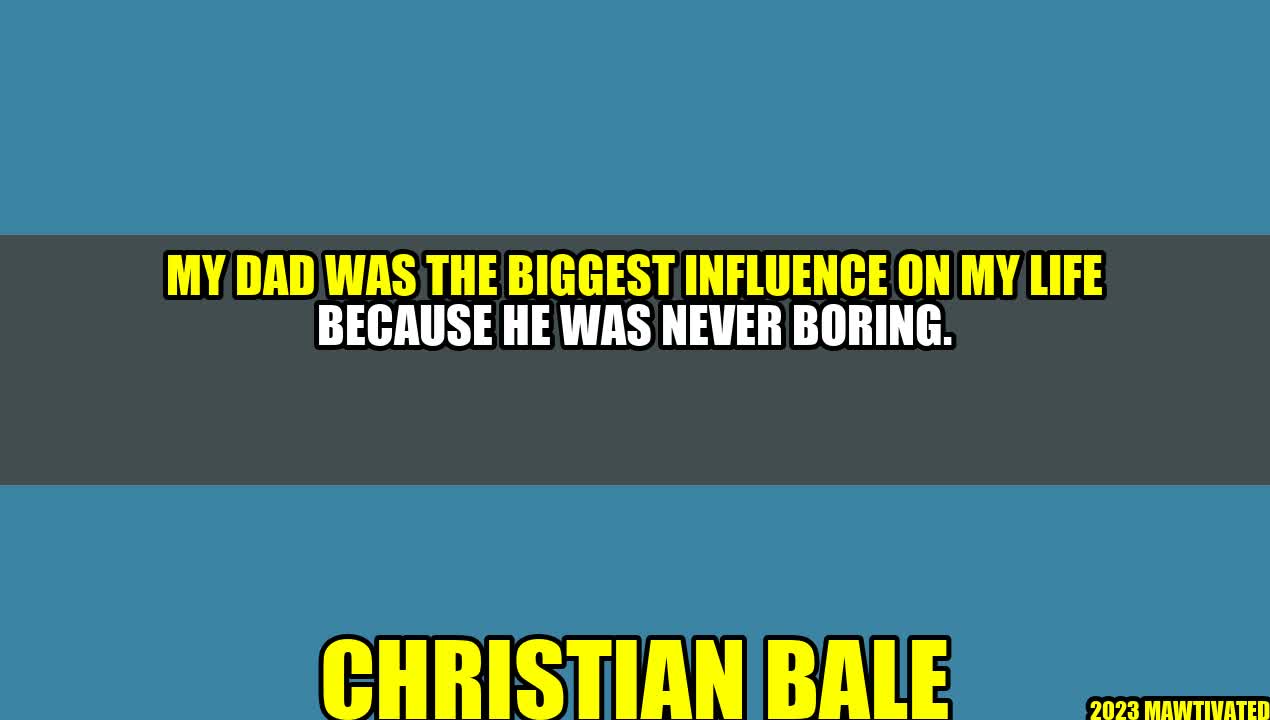 MY DAD WAS THE BIGGEST INFLUENCE ON MY LIFE
BECAUSE HE WAS NEVER BORING.
CHRISTIAN BALE
2023 MAWTIVATED